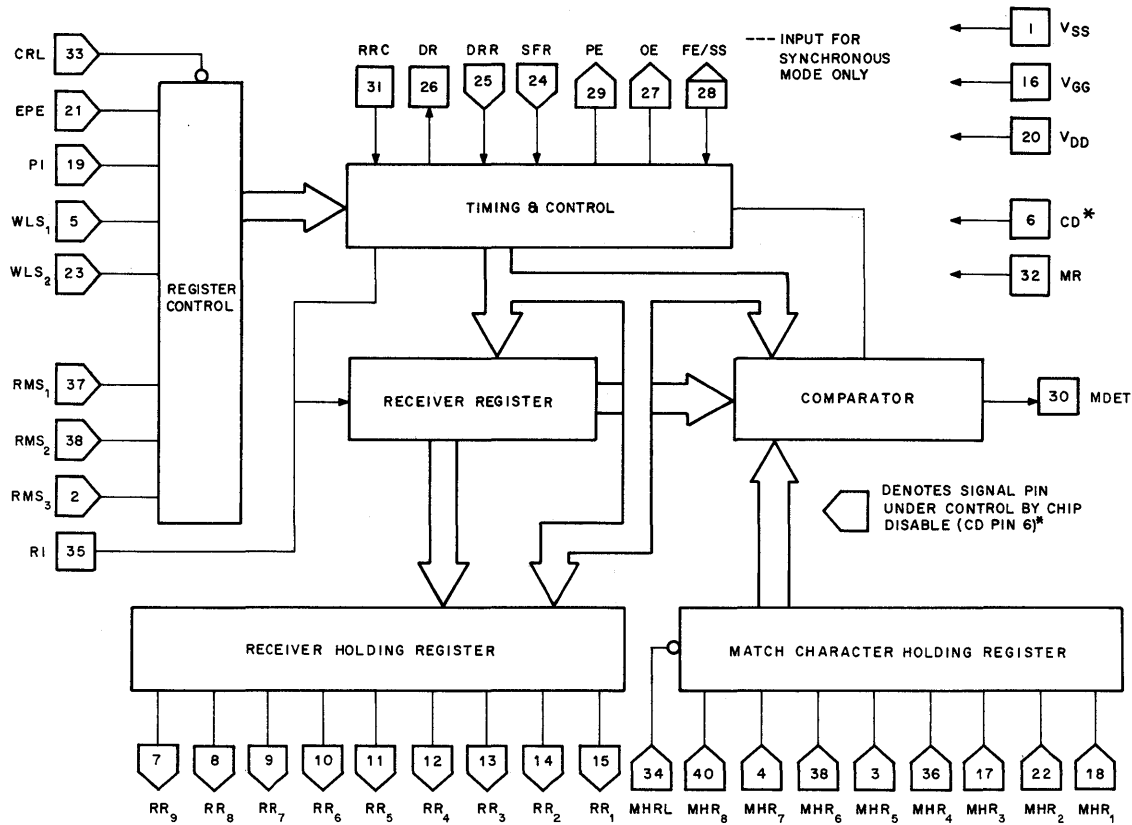 CRL 33
EPE 21
PI 19
WLS1 5
WLS2 23
RMS1 37
RMS2 38
RMS3 2
RI 35
REGISTER
CONTROL
RRC DR DRR SFR PE OE FE/SS
31 26 25 24 29 27 28
--- INPUT FOR
SYNCHRONOUS
MODE ONLY
1 VSS
16 VGG
20 VDD
6 CD*
32 MR
TIMING & CONTROL
RECEIVER REGISTER
COMPARATOR
30 MDET
DENOTES SIGNAL PIN
UNDER CONTROL BY CHIP
DISABLE (CD PIN 6)*
RECEIVER HOLDING REGISTER
MATCH CHARACTER HOLDING REGISTER
7 8 9 10 11 12 13 14 15
RR9 RR8 RR7 RR6 RR5 RR4 RR3 RR2 RR1
34 40 4 38 3 36 17 22 18
MHRL MHR8 MHR7 MHR6 MHR5 MHR4 MHR3 MHR2 MHR1